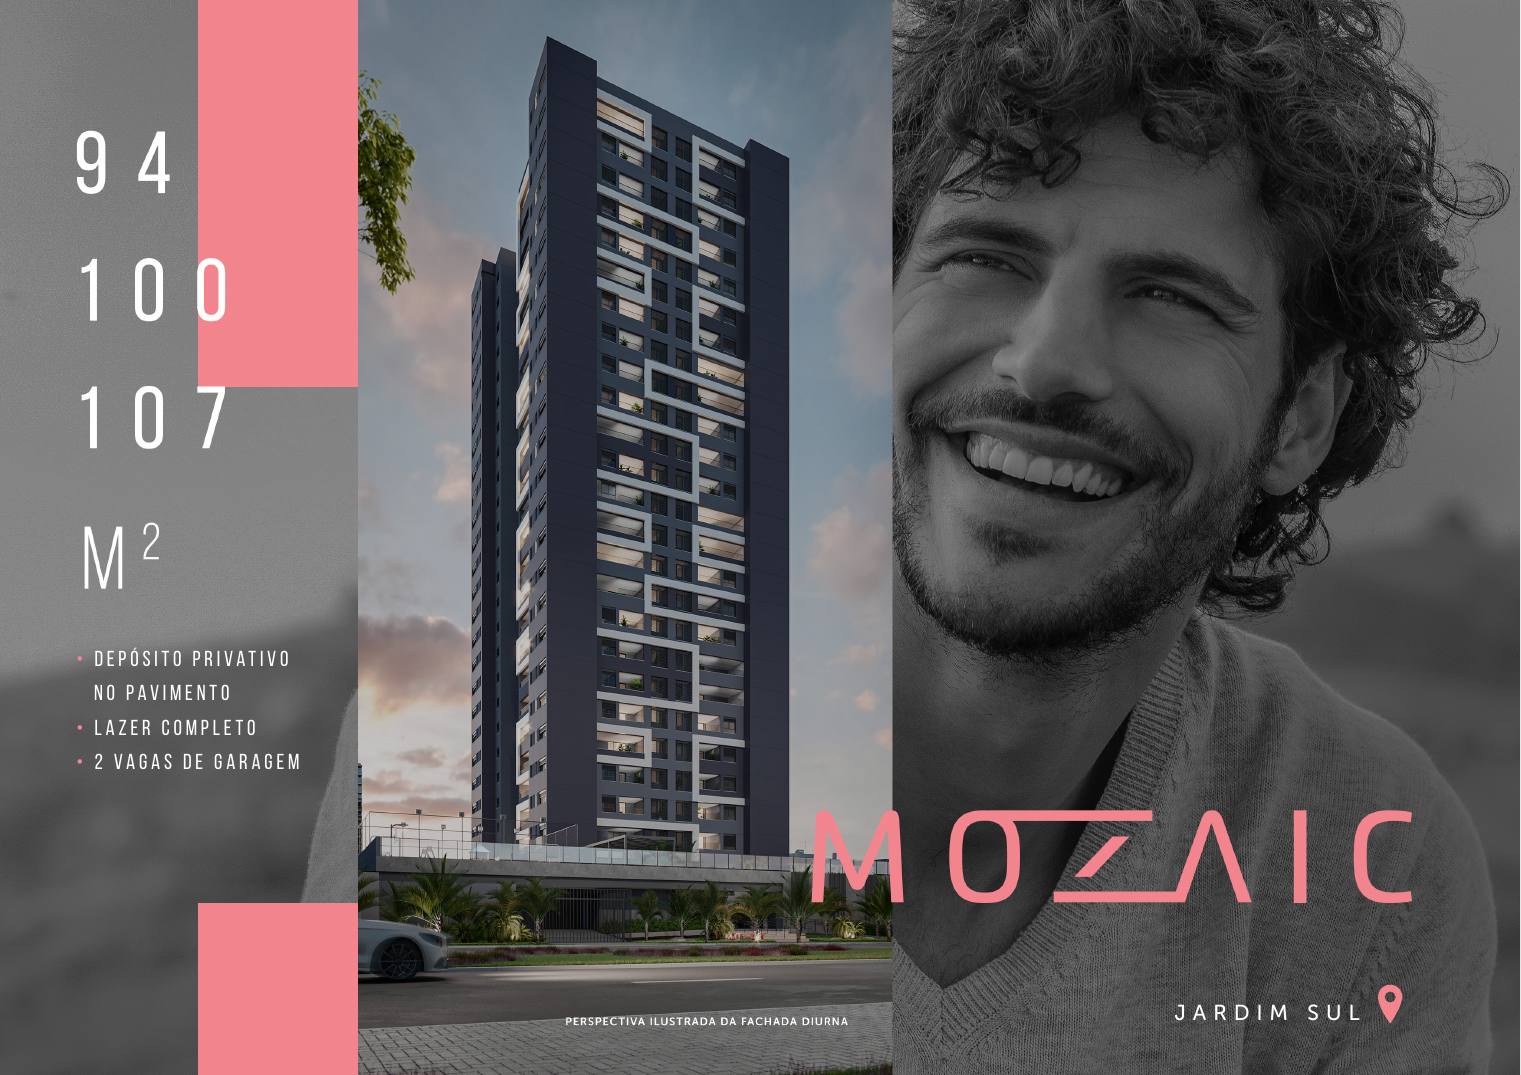 94
100
107
M²
• DEPÓSITO PRIVATIVO
NO PAVIMENTO
• LAZER COMPLETO
• 2 VAGAS DE GARAGEM
MOZAIC
JARDIM SUL
PERSPECTIVA ILUSTRADA DA FACHADA DIURNA